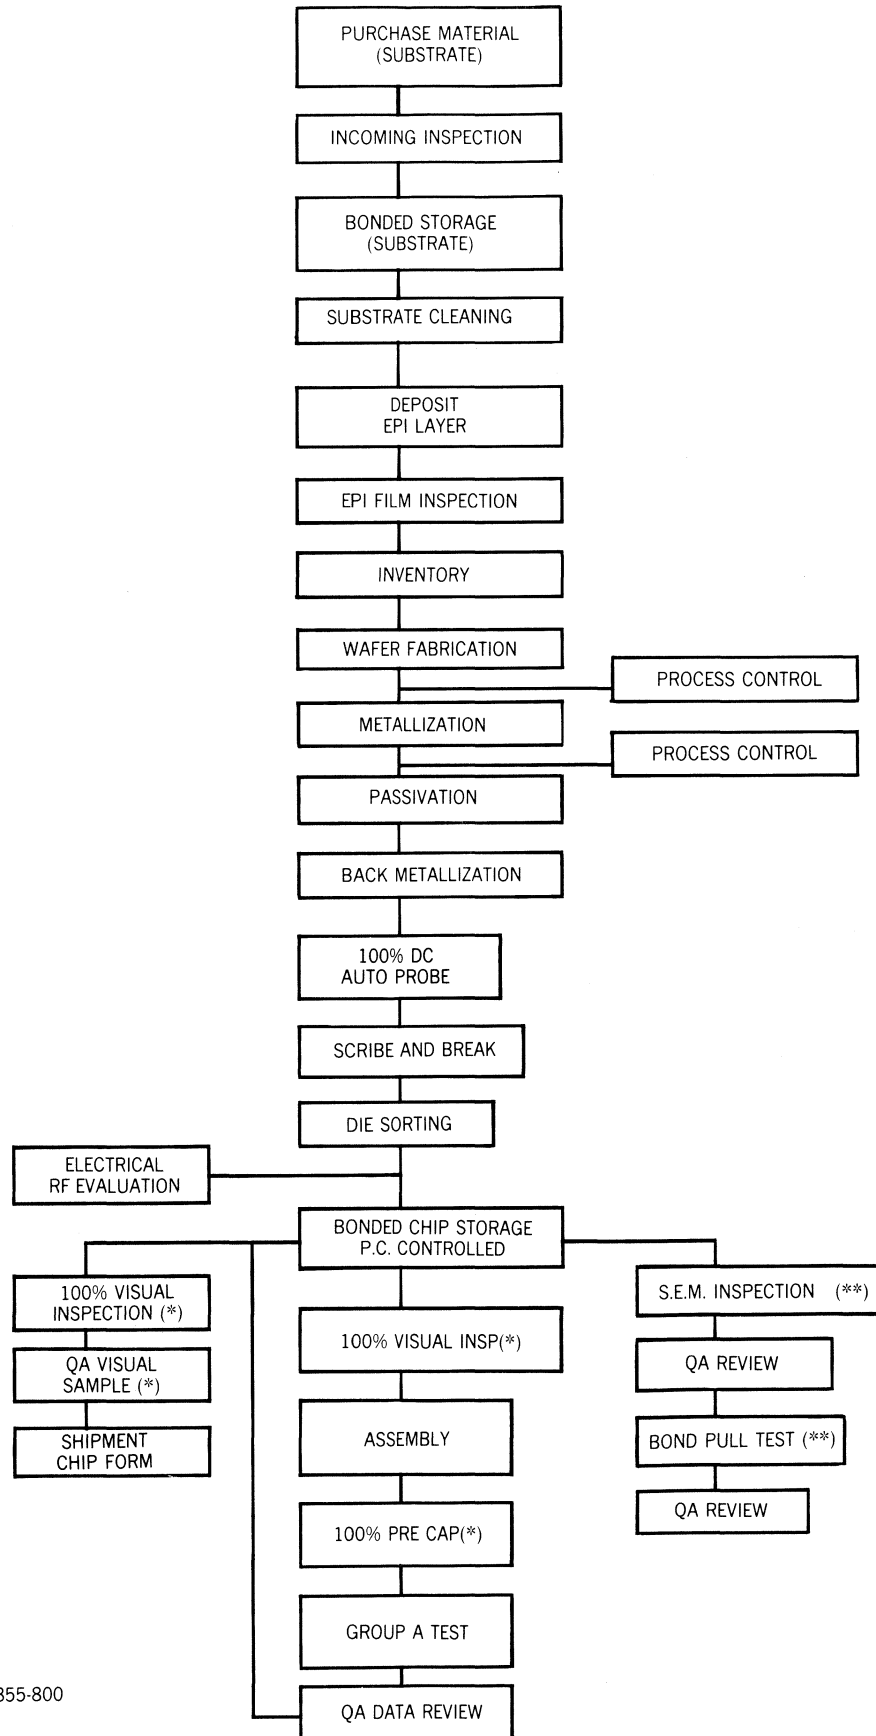 PURCHASE MATERIAL
(SUBSTRATE)
INCOMING INSPECTION
BONDED STORAGE
(SUBSTRATE)
SUBSTRATE CLEANING
DEPOSIT
EPI LAYER
EPI FILM INSPECTION
INVENTORY
WAFER FABRICATION
PROCESS CONTROL
METALLIZATION
PROCESS CONTROL
PASSIVATION
BACK METALLIZATION
100% DC
AUTO PROBE
SCRIBE AND BREAK
DIE SORTING
ELECTRICAL
RF EVALUATION
BONDED CHIP STORAGE
P.C. CONTROLLED
100% VISUAL
INSPECTION (*)
QA VISUAL
SAMPLE (*)
SHIPMENT
CHIP FORM
100% VISUAL INSP(*)
ASSEMBLY
100% PRE CAP(*)
GROUP A TEST
QA DATA REVIEW
S.E.M. INSPECTION (**)
QA REVIEW
BOND PULL TEST (**)
QA REVIEW
355-800